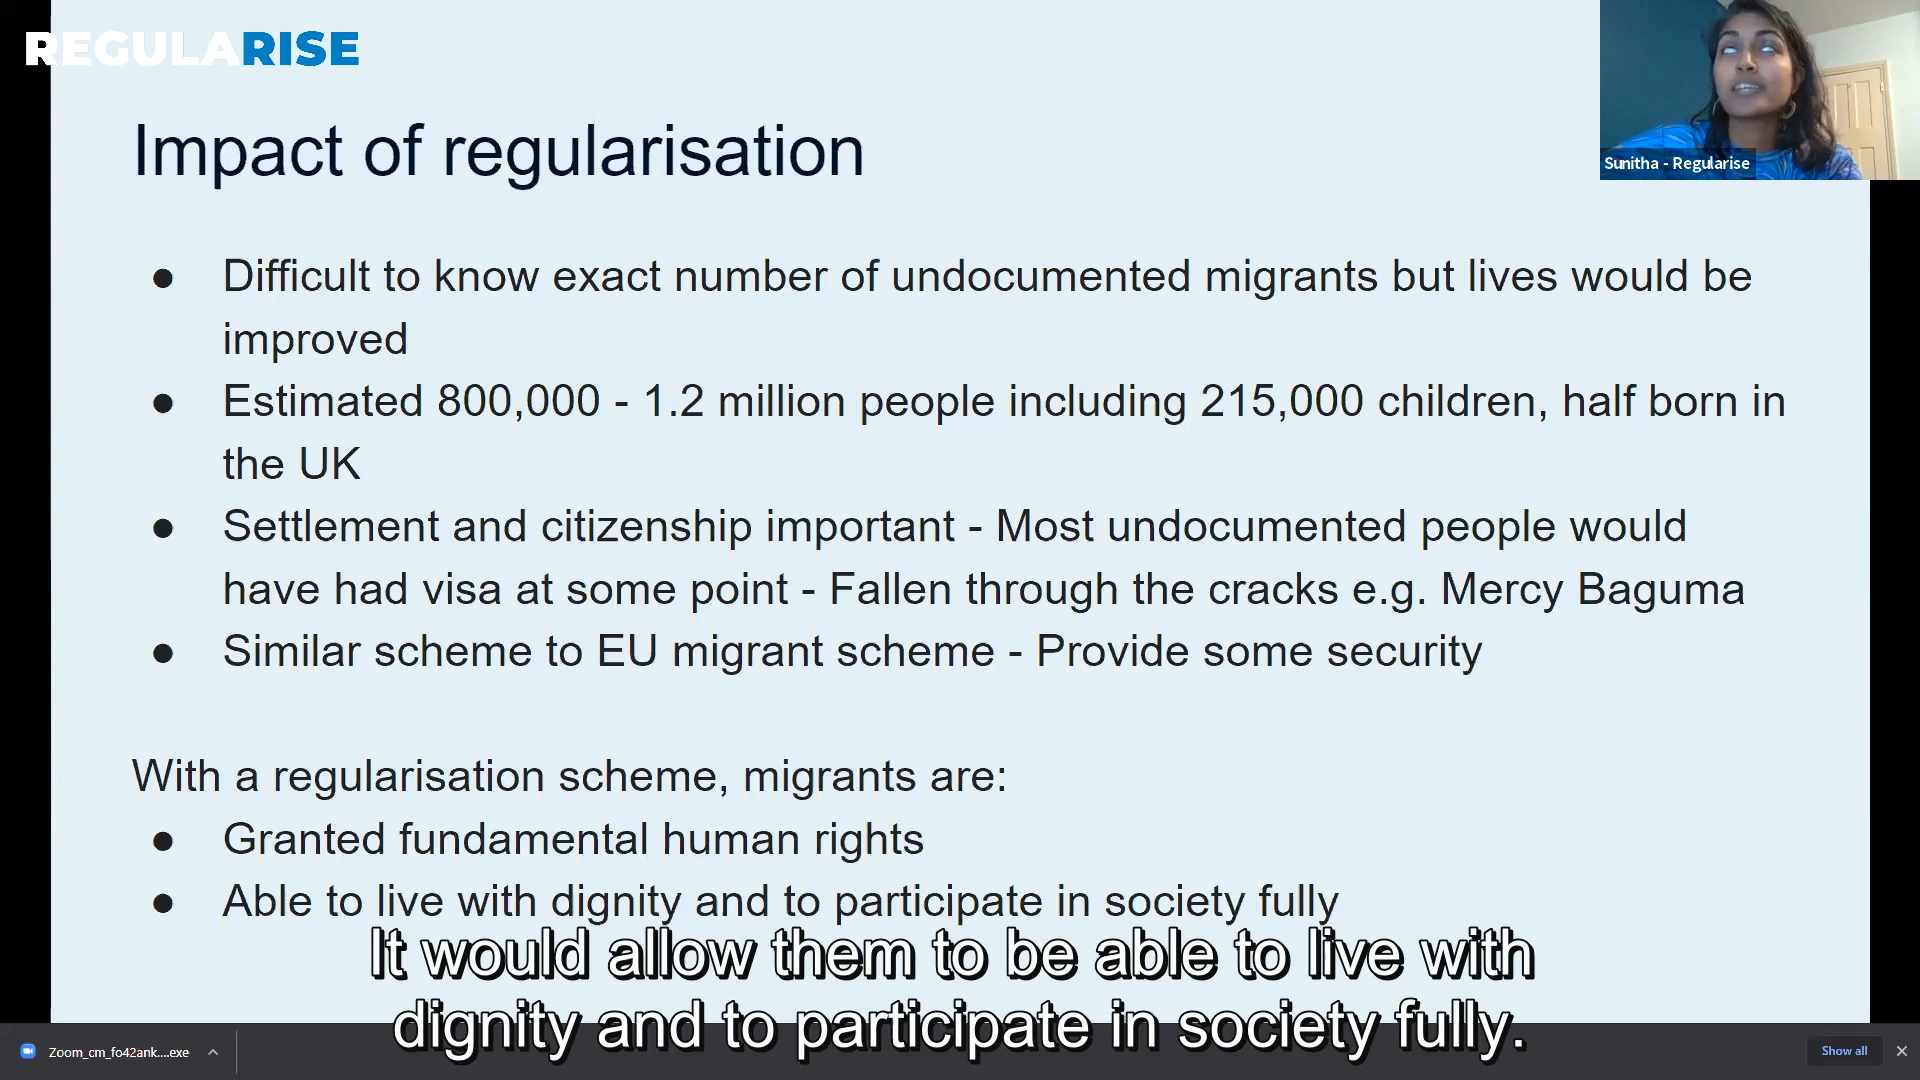 REGULARISE
Sunitha - Regularise
Impact of regularisation
● Difficult to know exact number of undocumented migrants but lives would be
improved
● Estimated 800,000 - 1.2 million people including 215,000 children, half born in
the UK
● Settlement and citizenship important - Most undocumented people would
have had visa at some point - Fallen through the cracks e.g. Mercy Baguma
● Similar scheme to EU migrant scheme - Provide some security
With a regularisation scheme, migrants are:
● Granted fundamental human rights
● Able to live with dignity and to participate in society fully
It would allow them to be able to live with
dignity and to participate in society fully.
Zoom_cm_fo42ank....exe
Show all